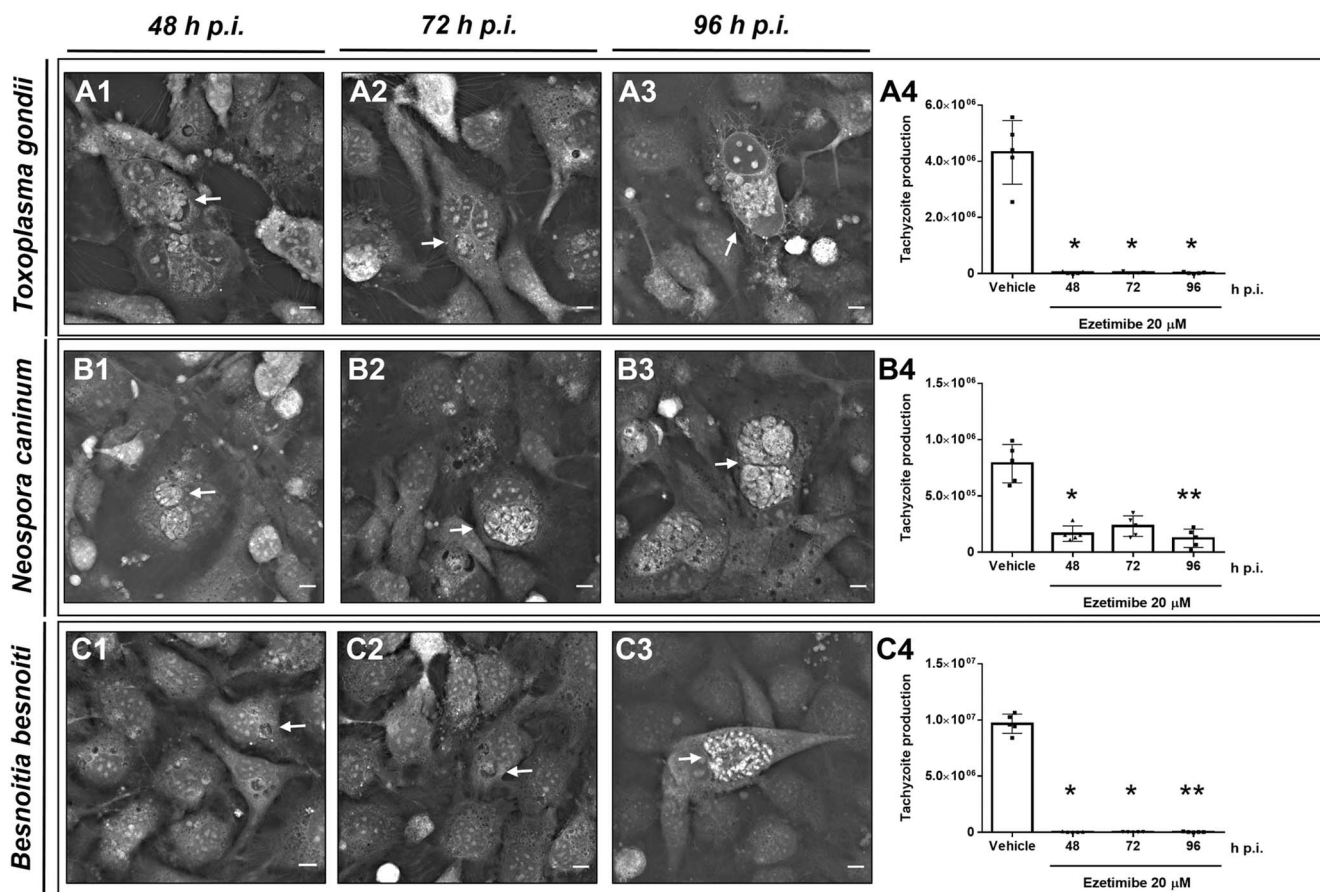 48 h p.i.
72 h p.i.
96 h p.i.
Toxoplasma gondii
A1
A2
A3
A4
Tachyzoite production
6.0×10⁰⁶
4.0×10⁰⁶
2.0×10⁰⁶
0
* * *
Vehicle 48 72 96 h p.i.
Ezetimibe 20 µM
Neospora caninum
B1
B2
B3
B4
Tachyzoite production
1.5×10⁰⁶
1.0×10⁰⁶
5.0×10⁰⁵
0
* **
Vehicle 48 72 96 h p.i.
Ezetimibe 20 µM
Besnoitia besnoiti
C1
C2
C3
C4
Tachyzoite production
1.5×10⁰⁷
1.0×10⁰⁷
5.0×10⁰⁶
0
* * **
Vehicle 48 72 96 h p.i.
Ezetimibe 20 µM